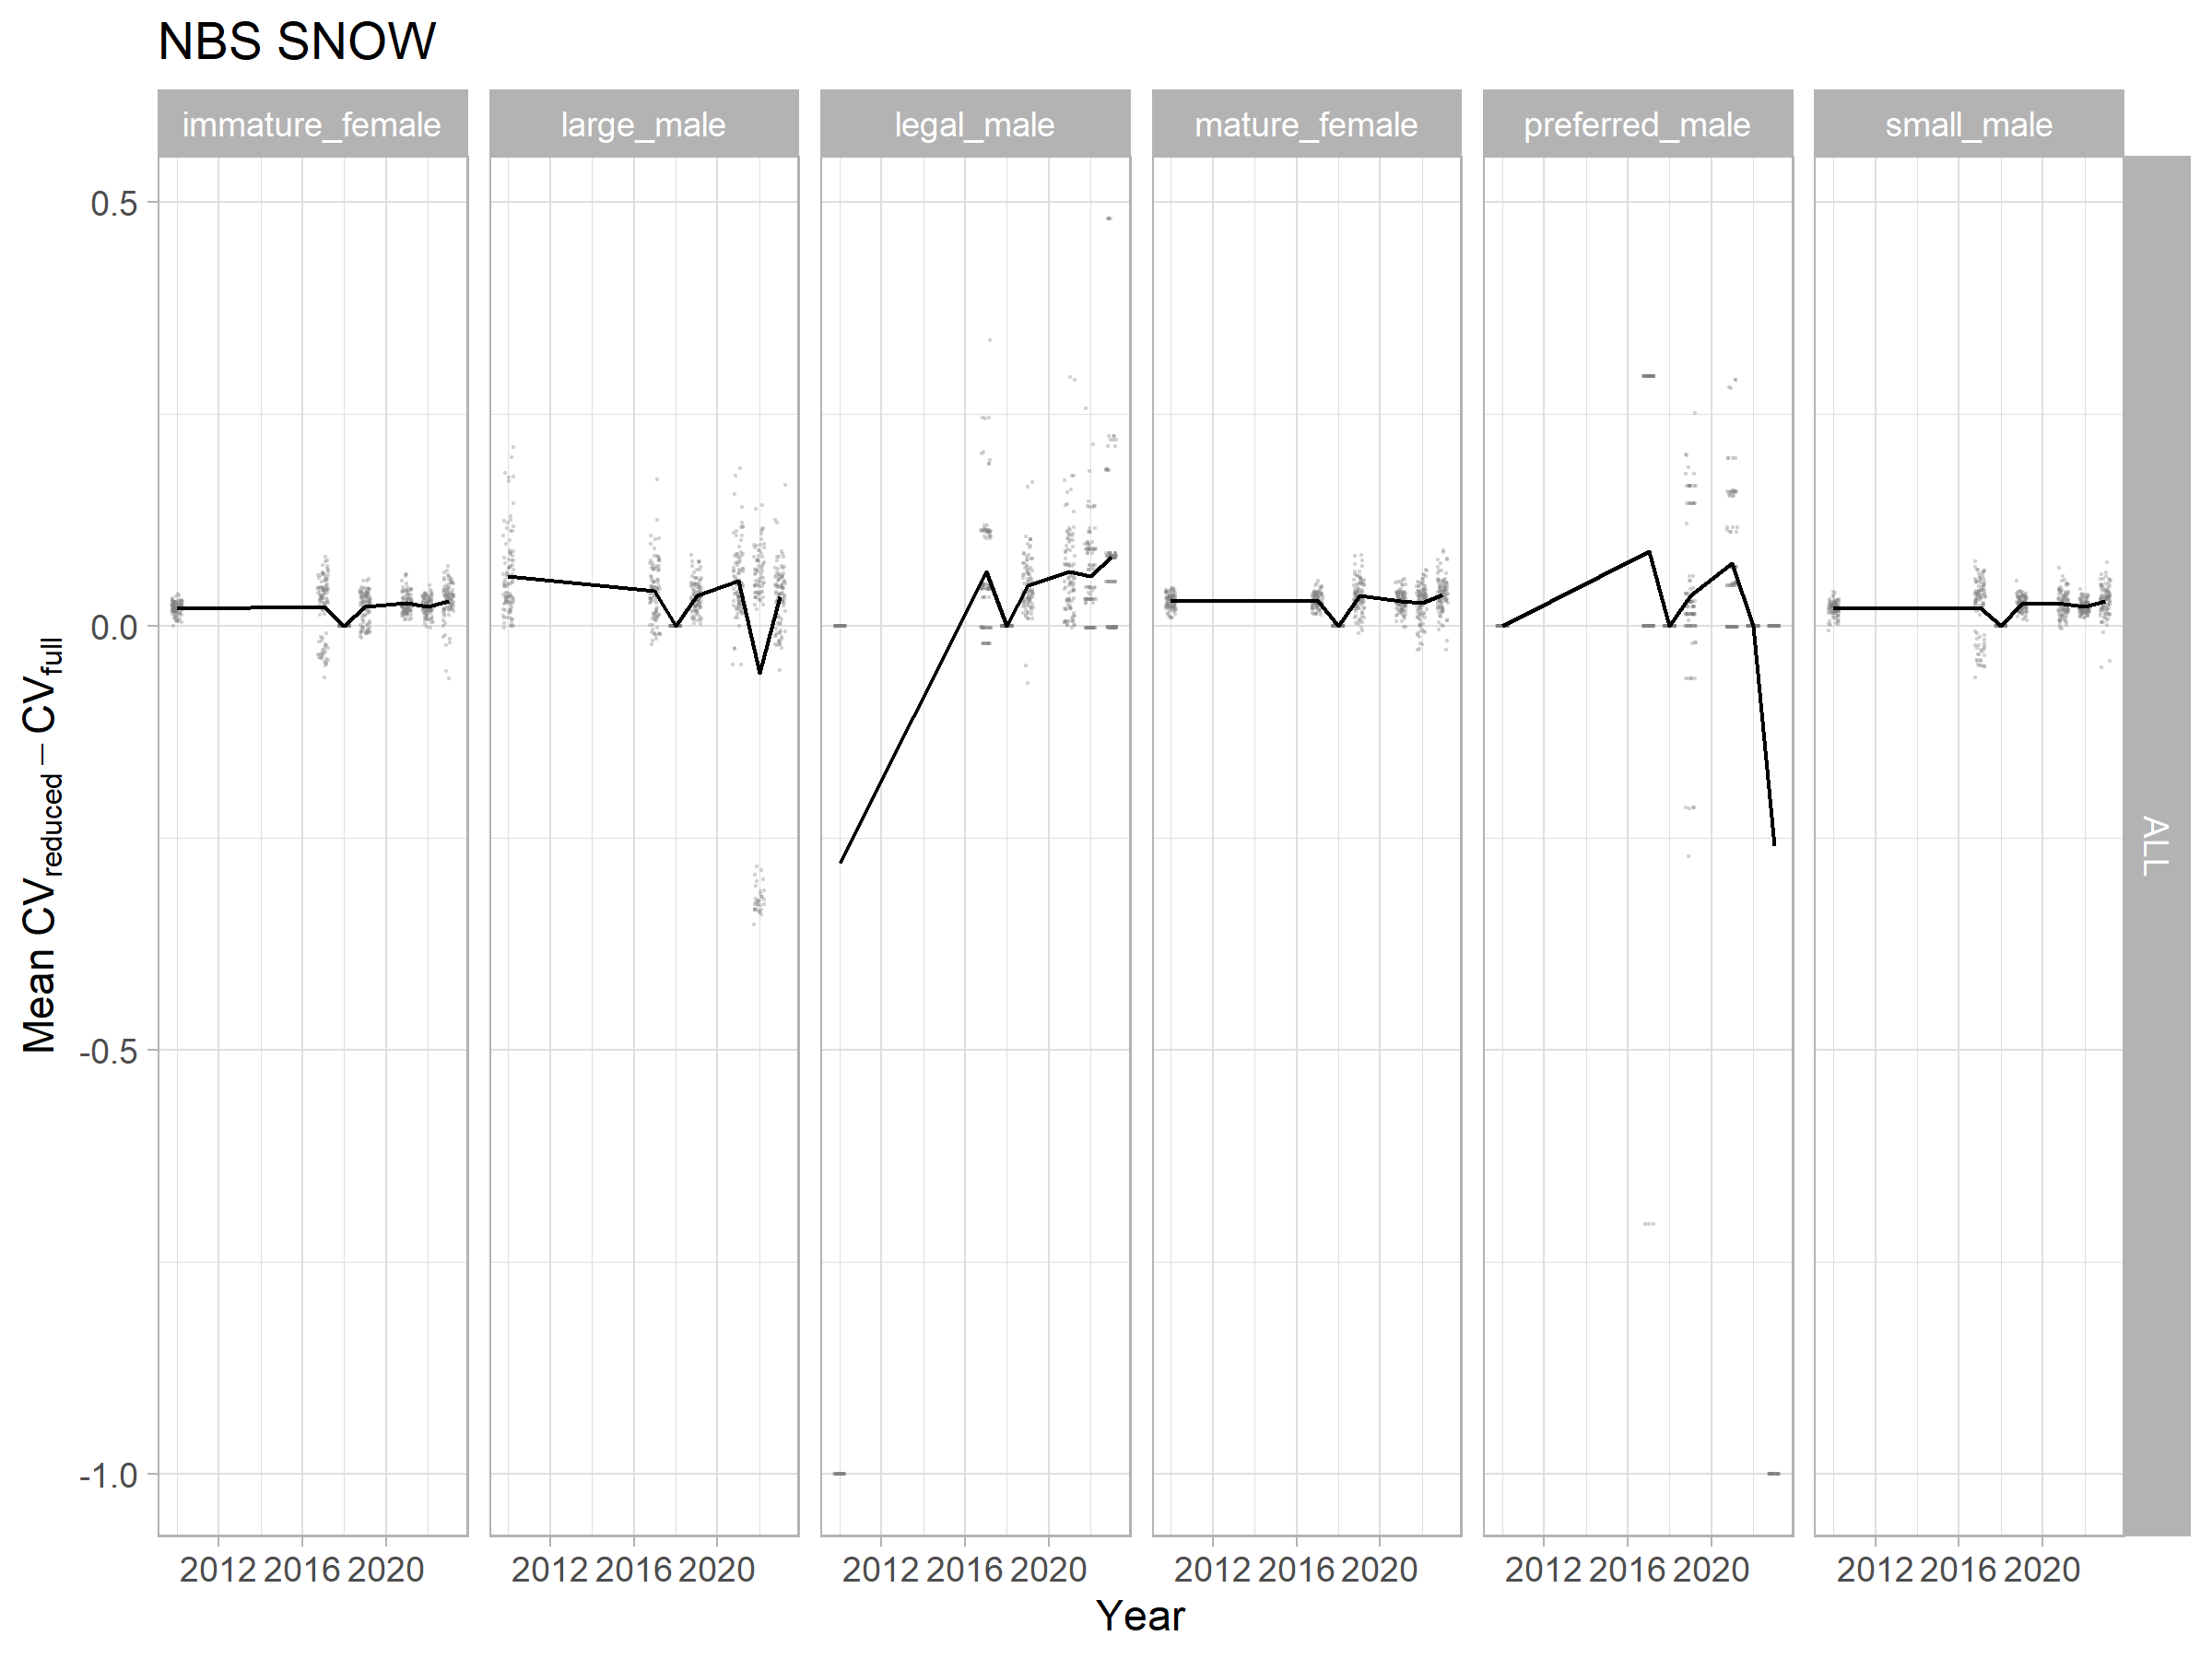 NBS SNOW
immature_female large_male legal_male mature_female preferred_male small_male
0.5
0.0
-0.5
-1.0
Mean CVreduced − CVfull
ALL
2012 2016 2020 2012 2016 2020 2012 2016 2020 2012 2016 2020 2012 2016 2020 2012 2016 2020
Year